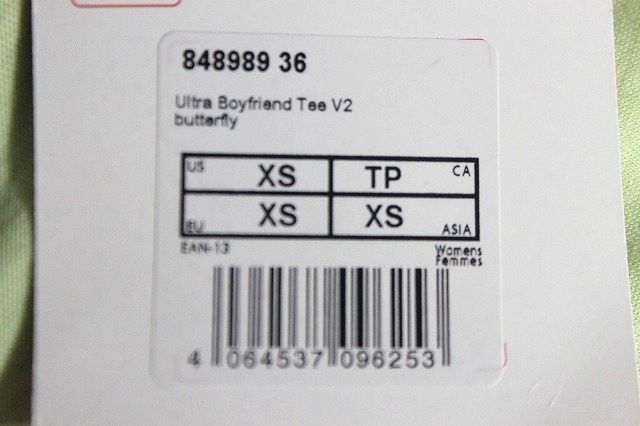 848989 36
Ultra Boyfriend Tee V2
butterfly
US XS TP CA
EU XS XS ASIA
EAN-13 Womens
Femmes
4 064537 096253